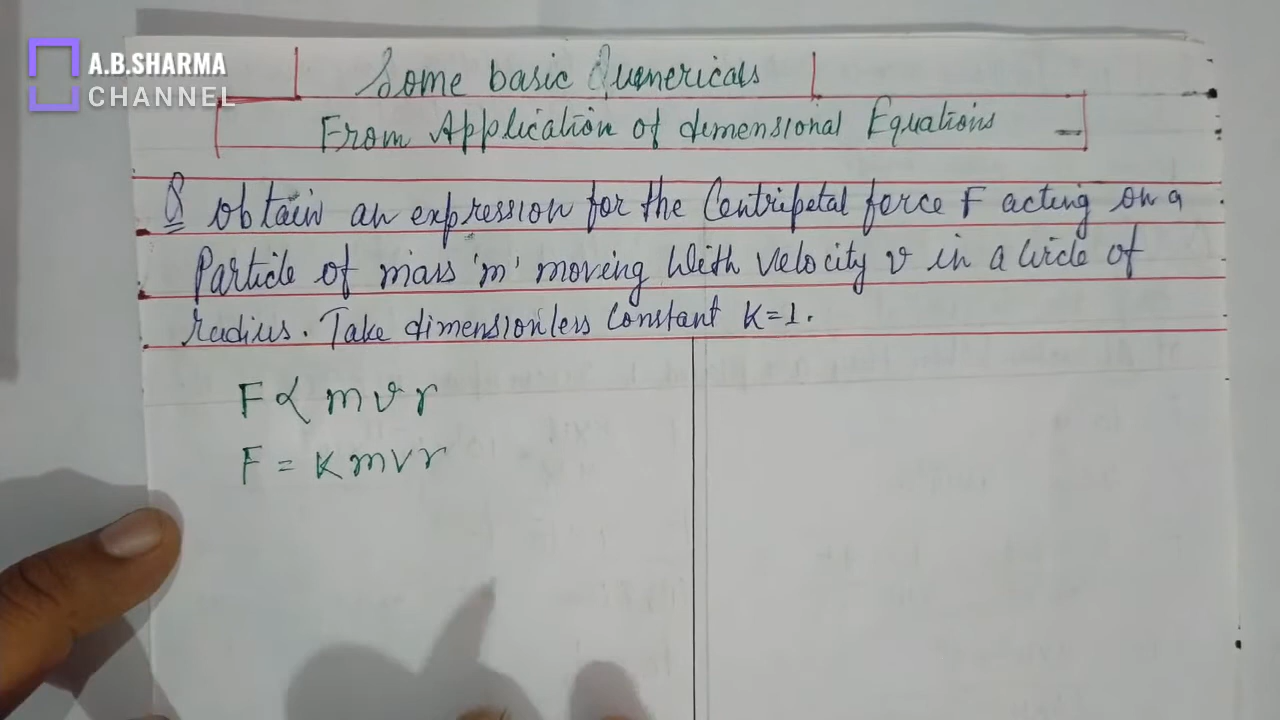 A.B.SHARMA
CHANNEL
Some basic Qumericals
From Application of dimensional Equations
Q obtain an expression for the Centripetal force F acting on a
Particle of mass 'm' moving With velocity v in a Circle of
radius. Take dimensionless Constant K=1.
F ∝ m v r
F = K m v r